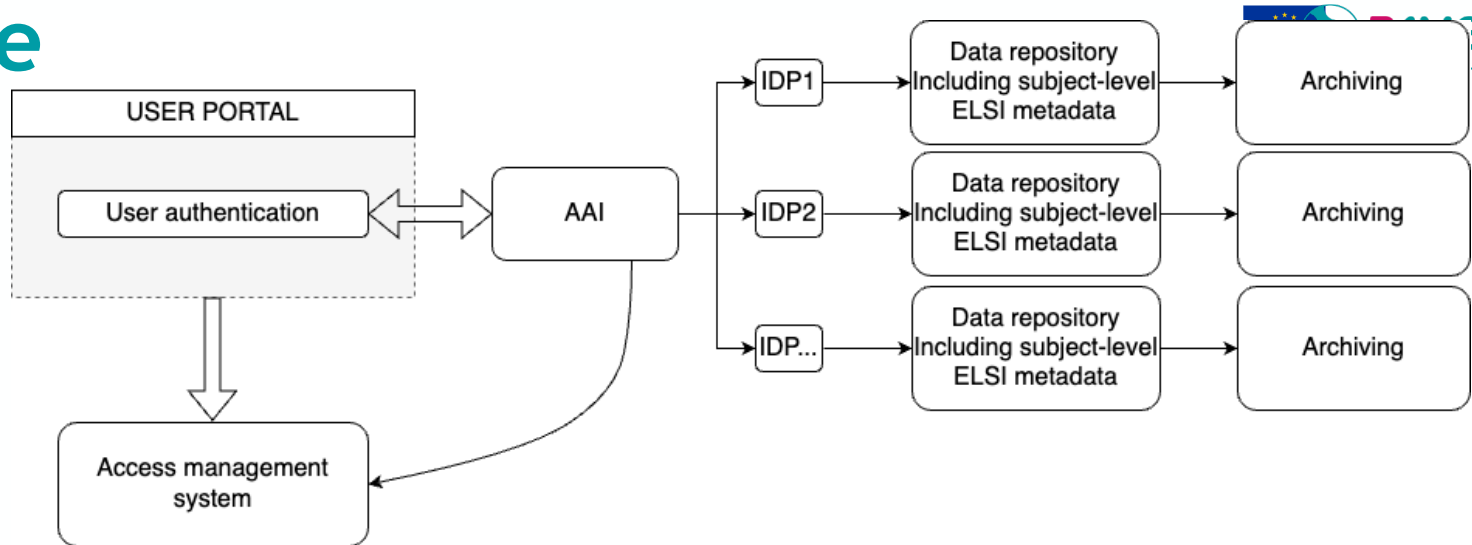 e
USER PORTAL
User authentication
AAI
Access management
system
IDP1
Data repository
Including subject-level
ELSI metadata
Archiving
IDP2
Data repository
Including subject-level
ELSI metadata
Archiving
IDP...
Data repository
Including subject-level
ELSI metadata
Archiving